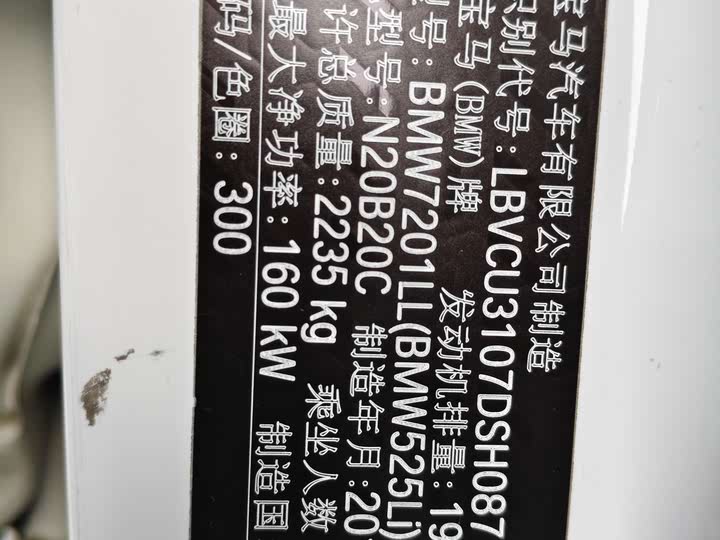 宝马汽车有限公司制造
识别代号: LBVCU3107DSH087
宝马(BMW)牌 发动机排量: 19
型号: BMW7201LL(BMW525Li)
型号: N20B20C 制造年月: 20
许总质量: 2235 kg 乘坐人数
最大净功率: 160 kW 制造国
码/色圈: 300